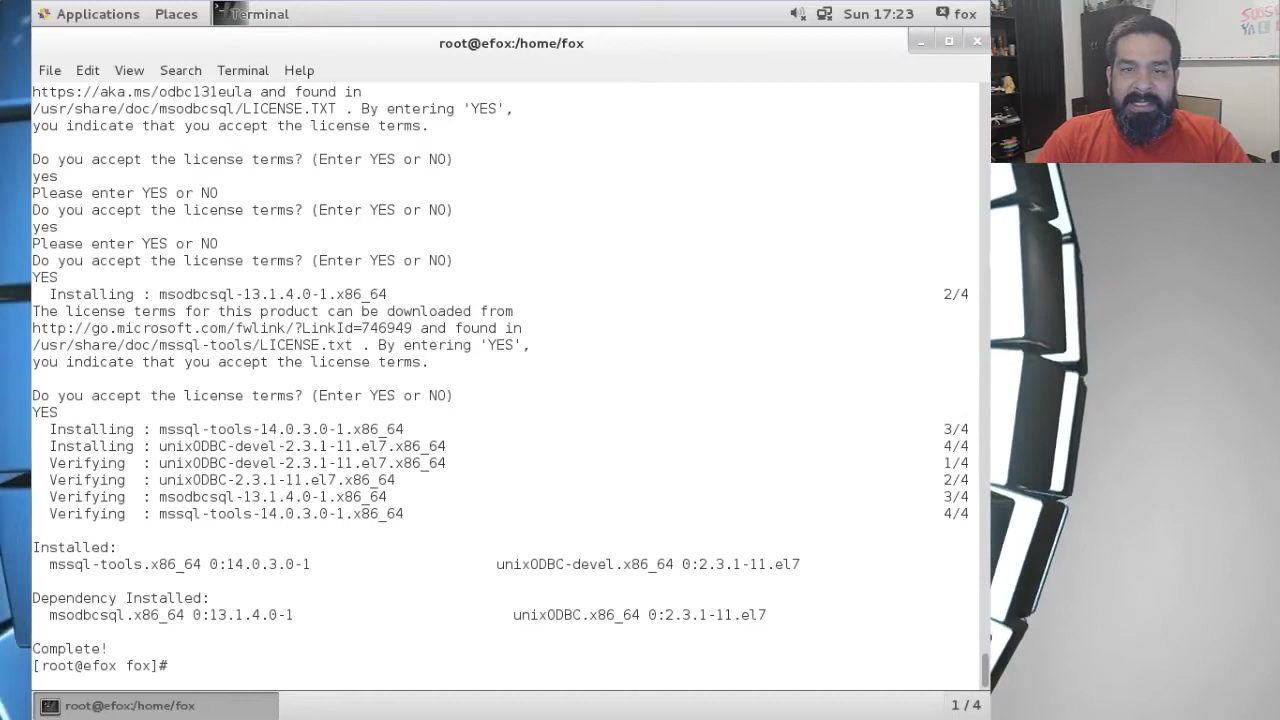 Applications Places Terminal Sun 17:23 fox
root@efox:/home/fox
File Edit View Search Terminal Help
https://aka.ms/odbc131eula and found in
/usr/share/doc/msodbcsql/LICENSE.TXT . By entering 'YES',
you indicate that you accept the license terms.
Do you accept the license terms? (Enter YES or NO)
yes
Please enter YES or NO
Do you accept the license terms? (Enter YES or NO)
yes
Please enter YES or NO
Do you accept the license terms? (Enter YES or NO)
YES
Installing : msodbcsql-13.1.4.0-1.x86_64 2/4
The license terms for this product can be downloaded from
http://go.microsoft.com/fwlink/?LinkId=746949 and found in
/usr/share/doc/mssql-tools/LICENSE.txt . By entering 'YES',
you indicate that you accept the license terms.
Do you accept the license terms? (Enter YES or NO)
YES
Installing : mssql-tools-14.0.3.0-1.x86_64 3/4
Installing : unixODBC-devel-2.3.1-11.el7.x86_64 4/4
Verifying : unixODBC-devel-2.3.1-11.el7.x86_64 1/4
Verifying : unixODBC-2.3.1-11.el7.x86_64 2/4
Verifying : msodbcsql-13.1.4.0-1.x86_64 3/4
Verifying : mssql-tools-14.0.3.0-1.x86_64 4/4
Installed:
mssql-tools.x86_64 0:14.0.3.0-1 unixODBC-devel.x86_64 0:2.3.1-11.el7
Dependency Installed:
msodbcsql.x86_64 0:13.1.4.0-1 unixODBC.x86_64 0:2.3.1-11.el7
Complete!
[root@efox fox]#
root@efox:/home/fox 1 / 4